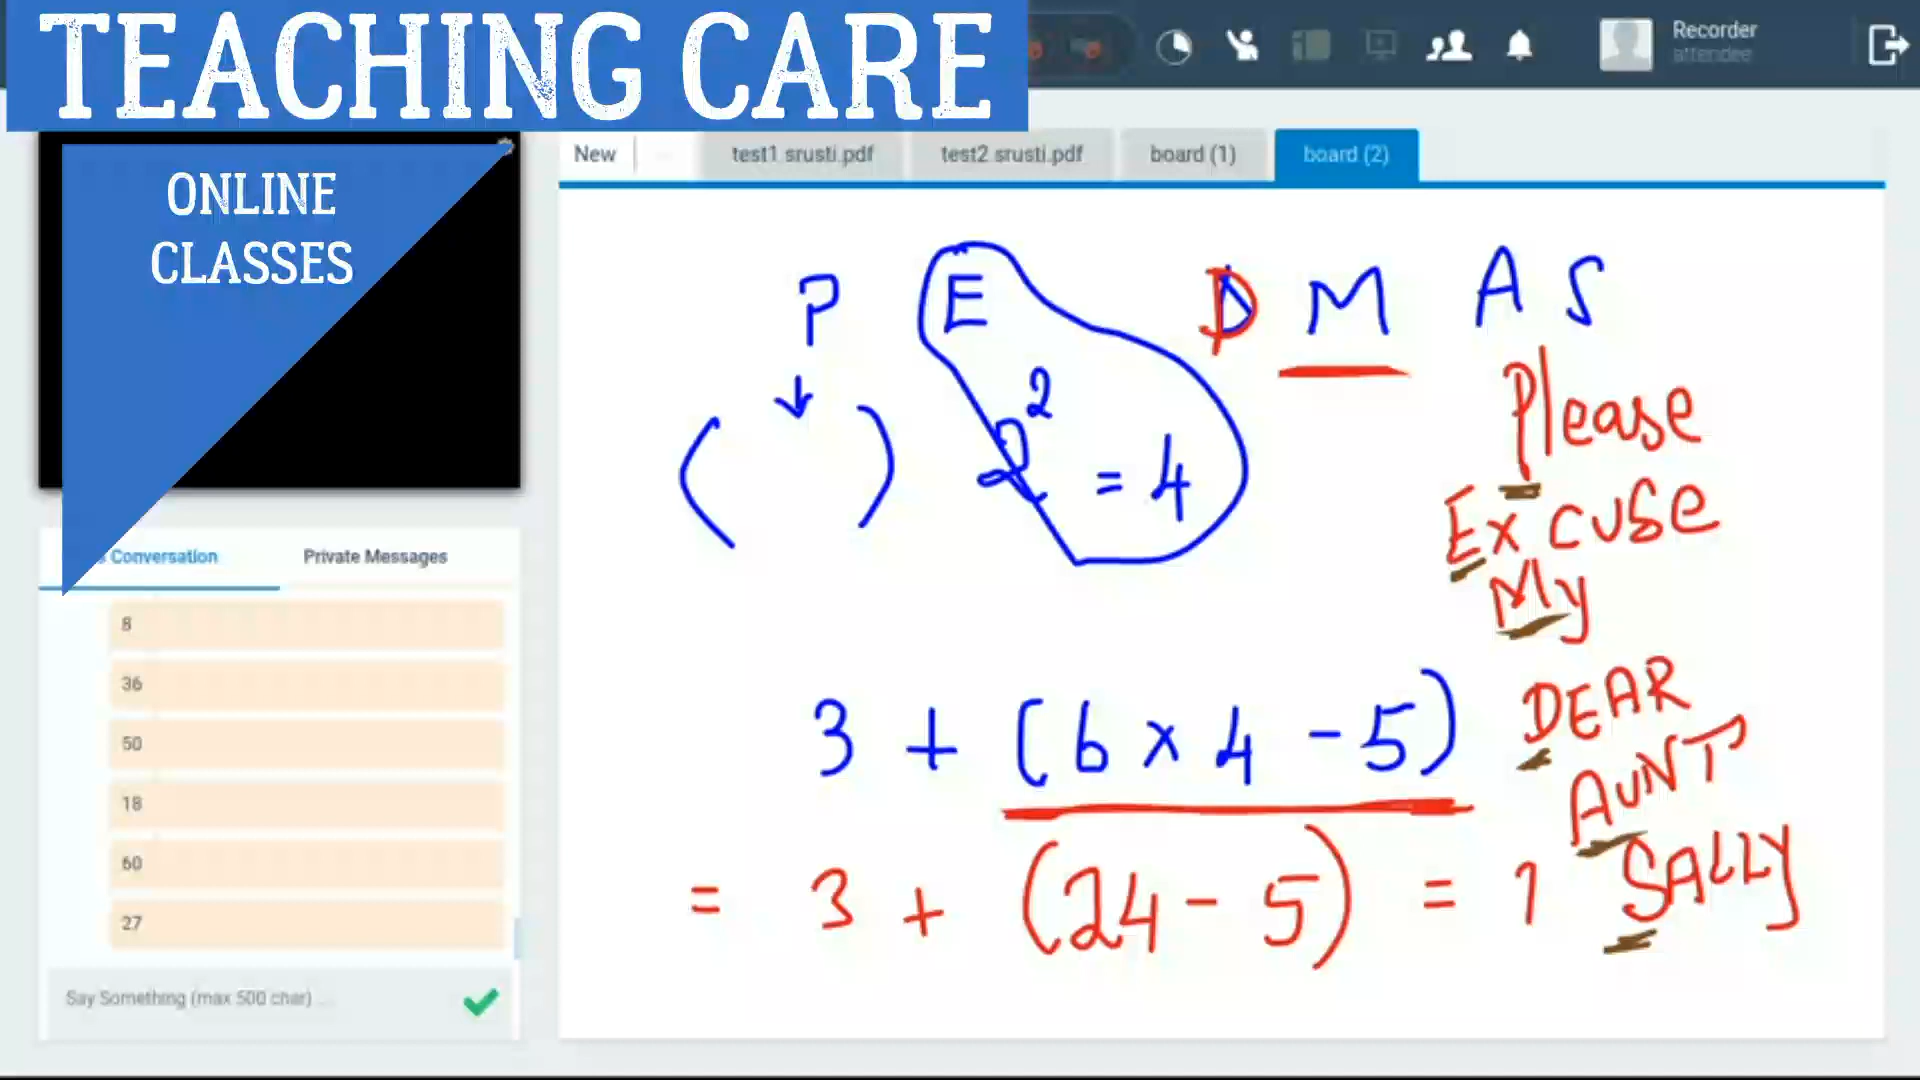 TEACHING CARE
ONLINE
CLASSES
Recorder
attendee
New
test1 srusti.pdf
test2 srusti.pdf
board (1)
board (2)
P E D M A S
( )
2² = 4
Please
Excuse
My
DEAR
AUNT
SALLY
3 + (6 × 4 - 5)
= 3 + (24 - 5) = 1
Conversation
Private Messages
8
36
50
18
60
27
Say Something (max 500 char) ...